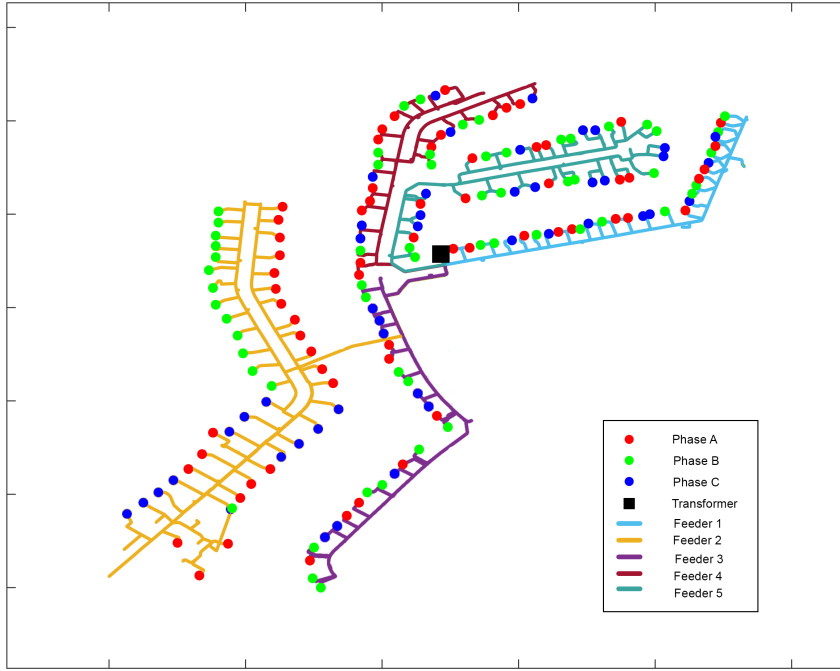 Phase A
Phase B
Phase C
Transformer
Feeder 1
Feeder 2
Feeder 3
Feeder 4
Feeder 5